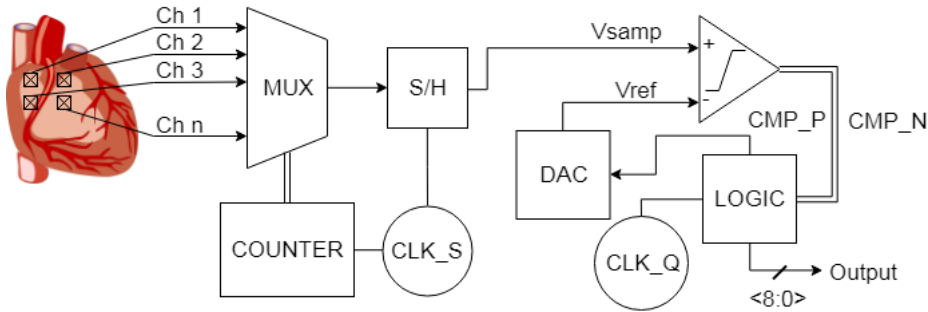 Ch 1
Ch 2
Ch 3
Ch n
MUX
S/H
Vsamp
+
Vref
-
CMP_P
CMP_N
DAC
LOGIC
COUNTER
CLK_S
CLK_Q
Output
<8:0>